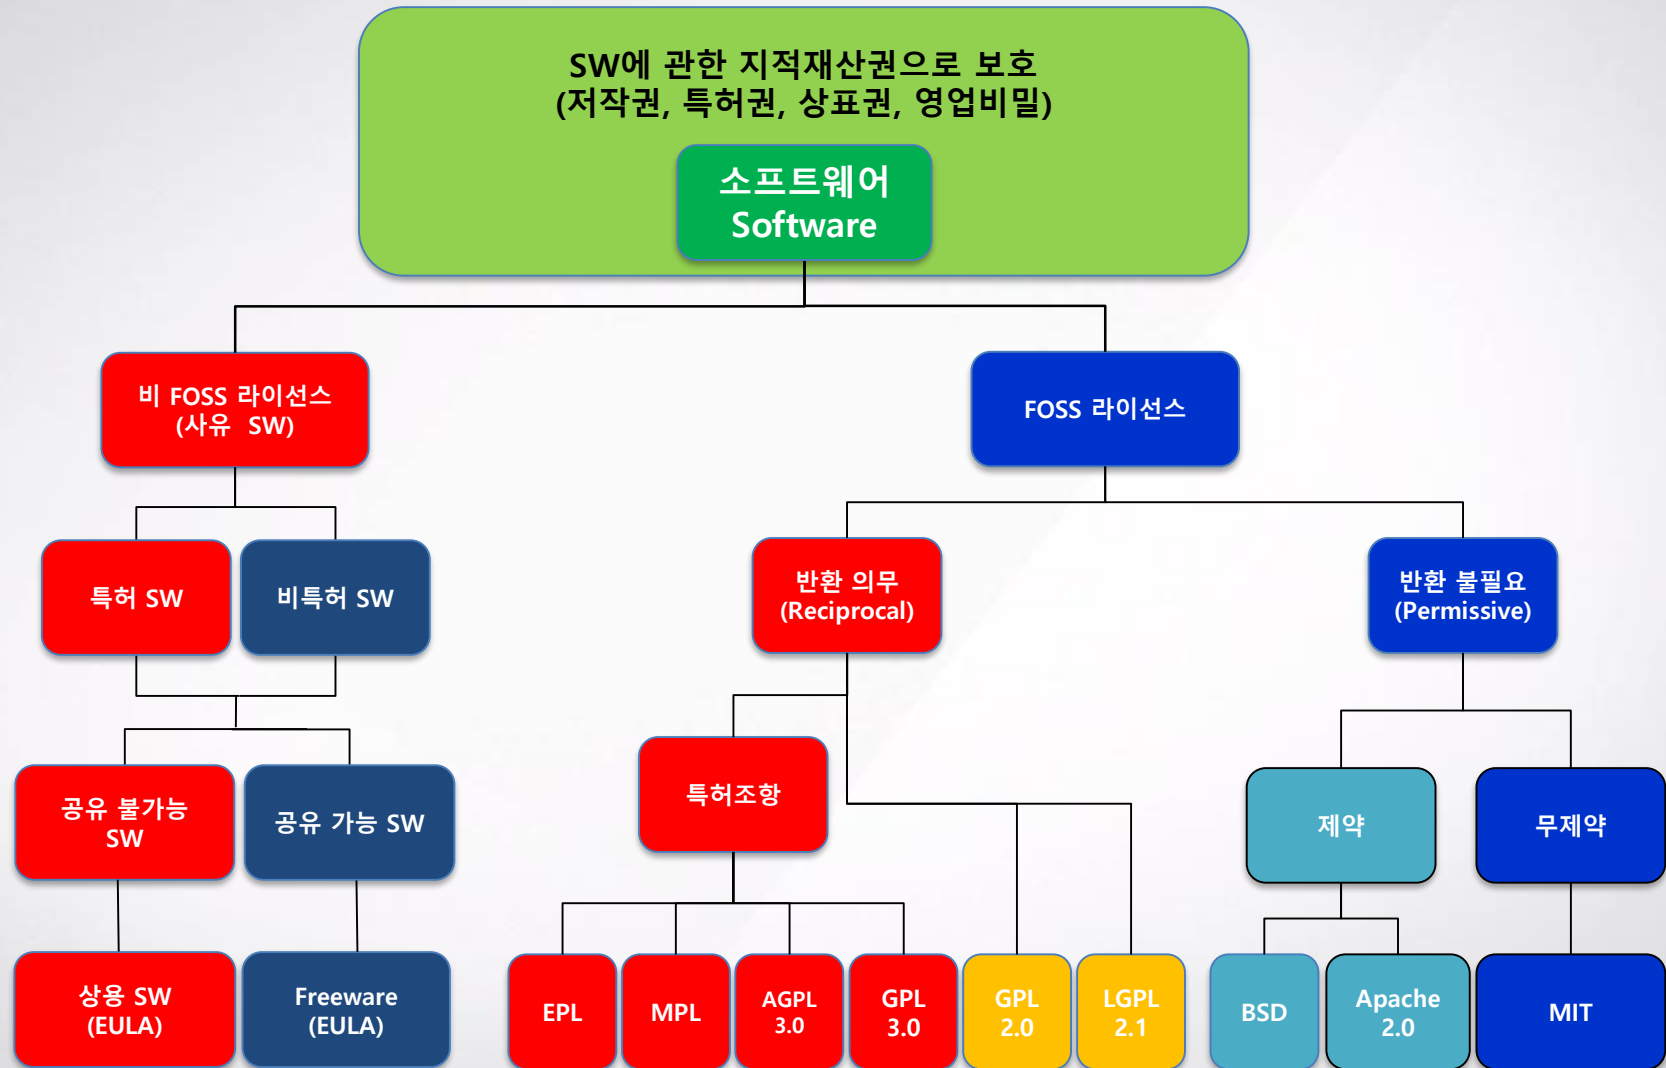 SW에 관한 지적재산권으로 보호
(저작권, 특허권, 상표권, 영업비밀)
소프트웨어
Software
비 FOSS 라이선스
(사유 SW)
FOSS 라이선스
특허 SW
비특허 SW
반환 의무
(Reciprocal)
반환 불필요
(Permissive)
공유 불가능
SW
공유 가능 SW
특허조항
제약
무제약
상용 SW
(EULA)
Freeware
(EULA)
EPL
MPL
AGPL
3.0
GPL
3.0
GPL
2.0
LGPL
2.1
BSD
Apache
2.0
MIT